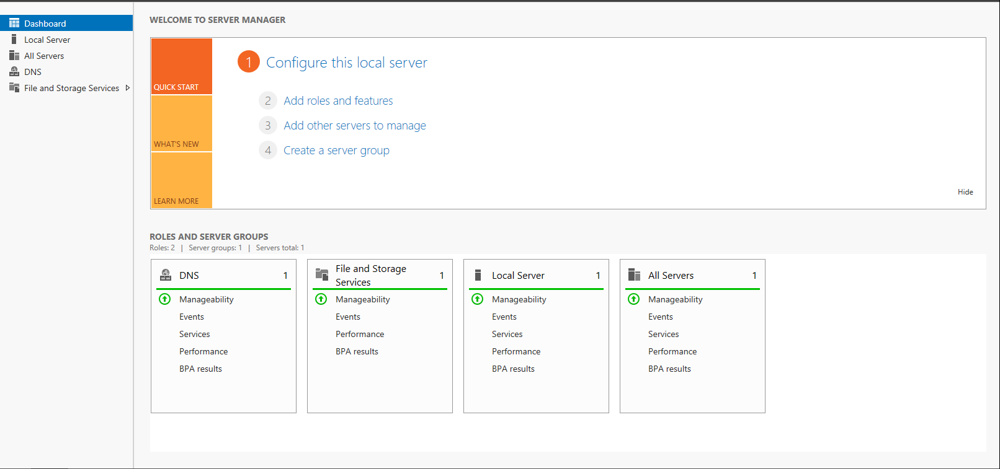 Dashboard
Local Server
All Servers
DNS
File and Storage Services
WELCOME TO SERVER MANAGER
QUICK START
WHAT'S NEW
LEARN MORE
1 Configure this local server
2 Add roles and features
3 Add other servers to manage
4 Create a server group
Hide
ROLES AND SERVER GROUPS
Roles: 2 | Server groups: 1 | Servers total: 1
DNS 1
Manageability
Events
Services
Performance
BPA results
File and Storage
Services 1
Manageability
Events
Performance
BPA results
Local Server 1
Manageability
Events
Services
Performance
BPA results
All Servers 1
Manageability
Events
Services
Performance
BPA results